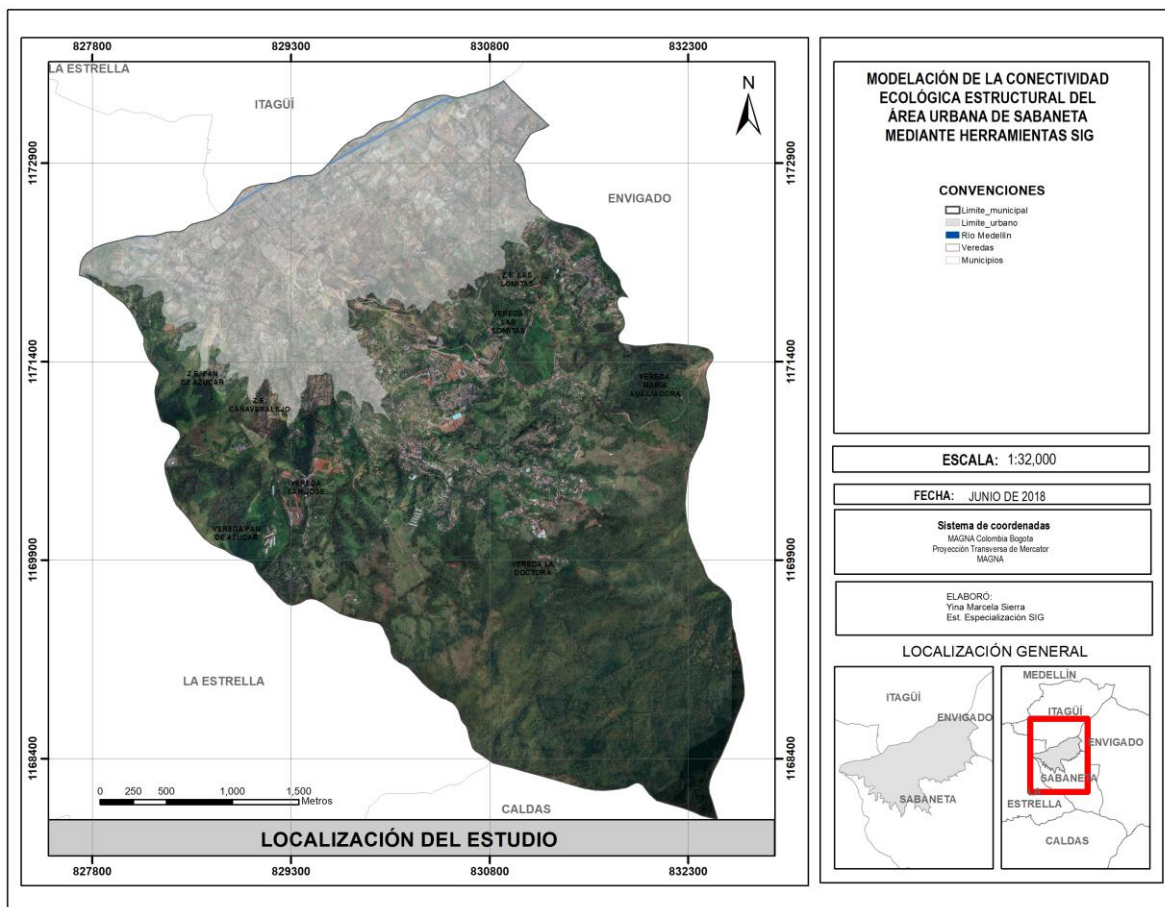 827800
829300
830800
832300
LA ESTRELLA
ITAGÜÍ
N
1172900
1172900
ENVIGADO
Z.E. LAS
LOMITAS
VEREDA
LAS
LOMITAS
1171400
1171400
Z.E. PAN
DE AZUCAR
VEREDA
MARIA
AUXILIADORA
Z.E.
CAÑAVERALEJO
VEREDA
SAN JOSE
VEREDA PAN
DE AZUCAR
1169900
1169900
VEREDA LA
DOCTORA
LA ESTRELLA
1168400
1168400
0 250 500 1,000 1,500
Metros
CALDAS
LOCALIZACIÓN DEL ESTUDIO
827800
829300
830800
832300
MODELACIÓN DE LA CONECTIVIDAD
ECOLÓGICA ESTRUCTURAL DEL
ÁREA URBANA DE SABANETA
MEDIANTE HERRAMIENTAS SIG
CONVENCIONES
Limite_municipal
Limite_urbano
Rio Medellín
Veredas
Municipios
ESCALA: 1:32,000
FECHA: JUNIO DE 2018
Sistema de coordenadas
MAGNA Colombia Bogota
Proyección Transversa de Mercator
MAGNA
ELABORÓ:
Yina Marcela Sierra
Est. Especialización SIG
LOCALIZACIÓN GENERAL
ITAGÜÍ
ENVIGADO
SABANETA
MEDELLÍN
ITAGÜÍ
ENVIGADO
SABANETA
LA
ESTRELLA
CALDAS